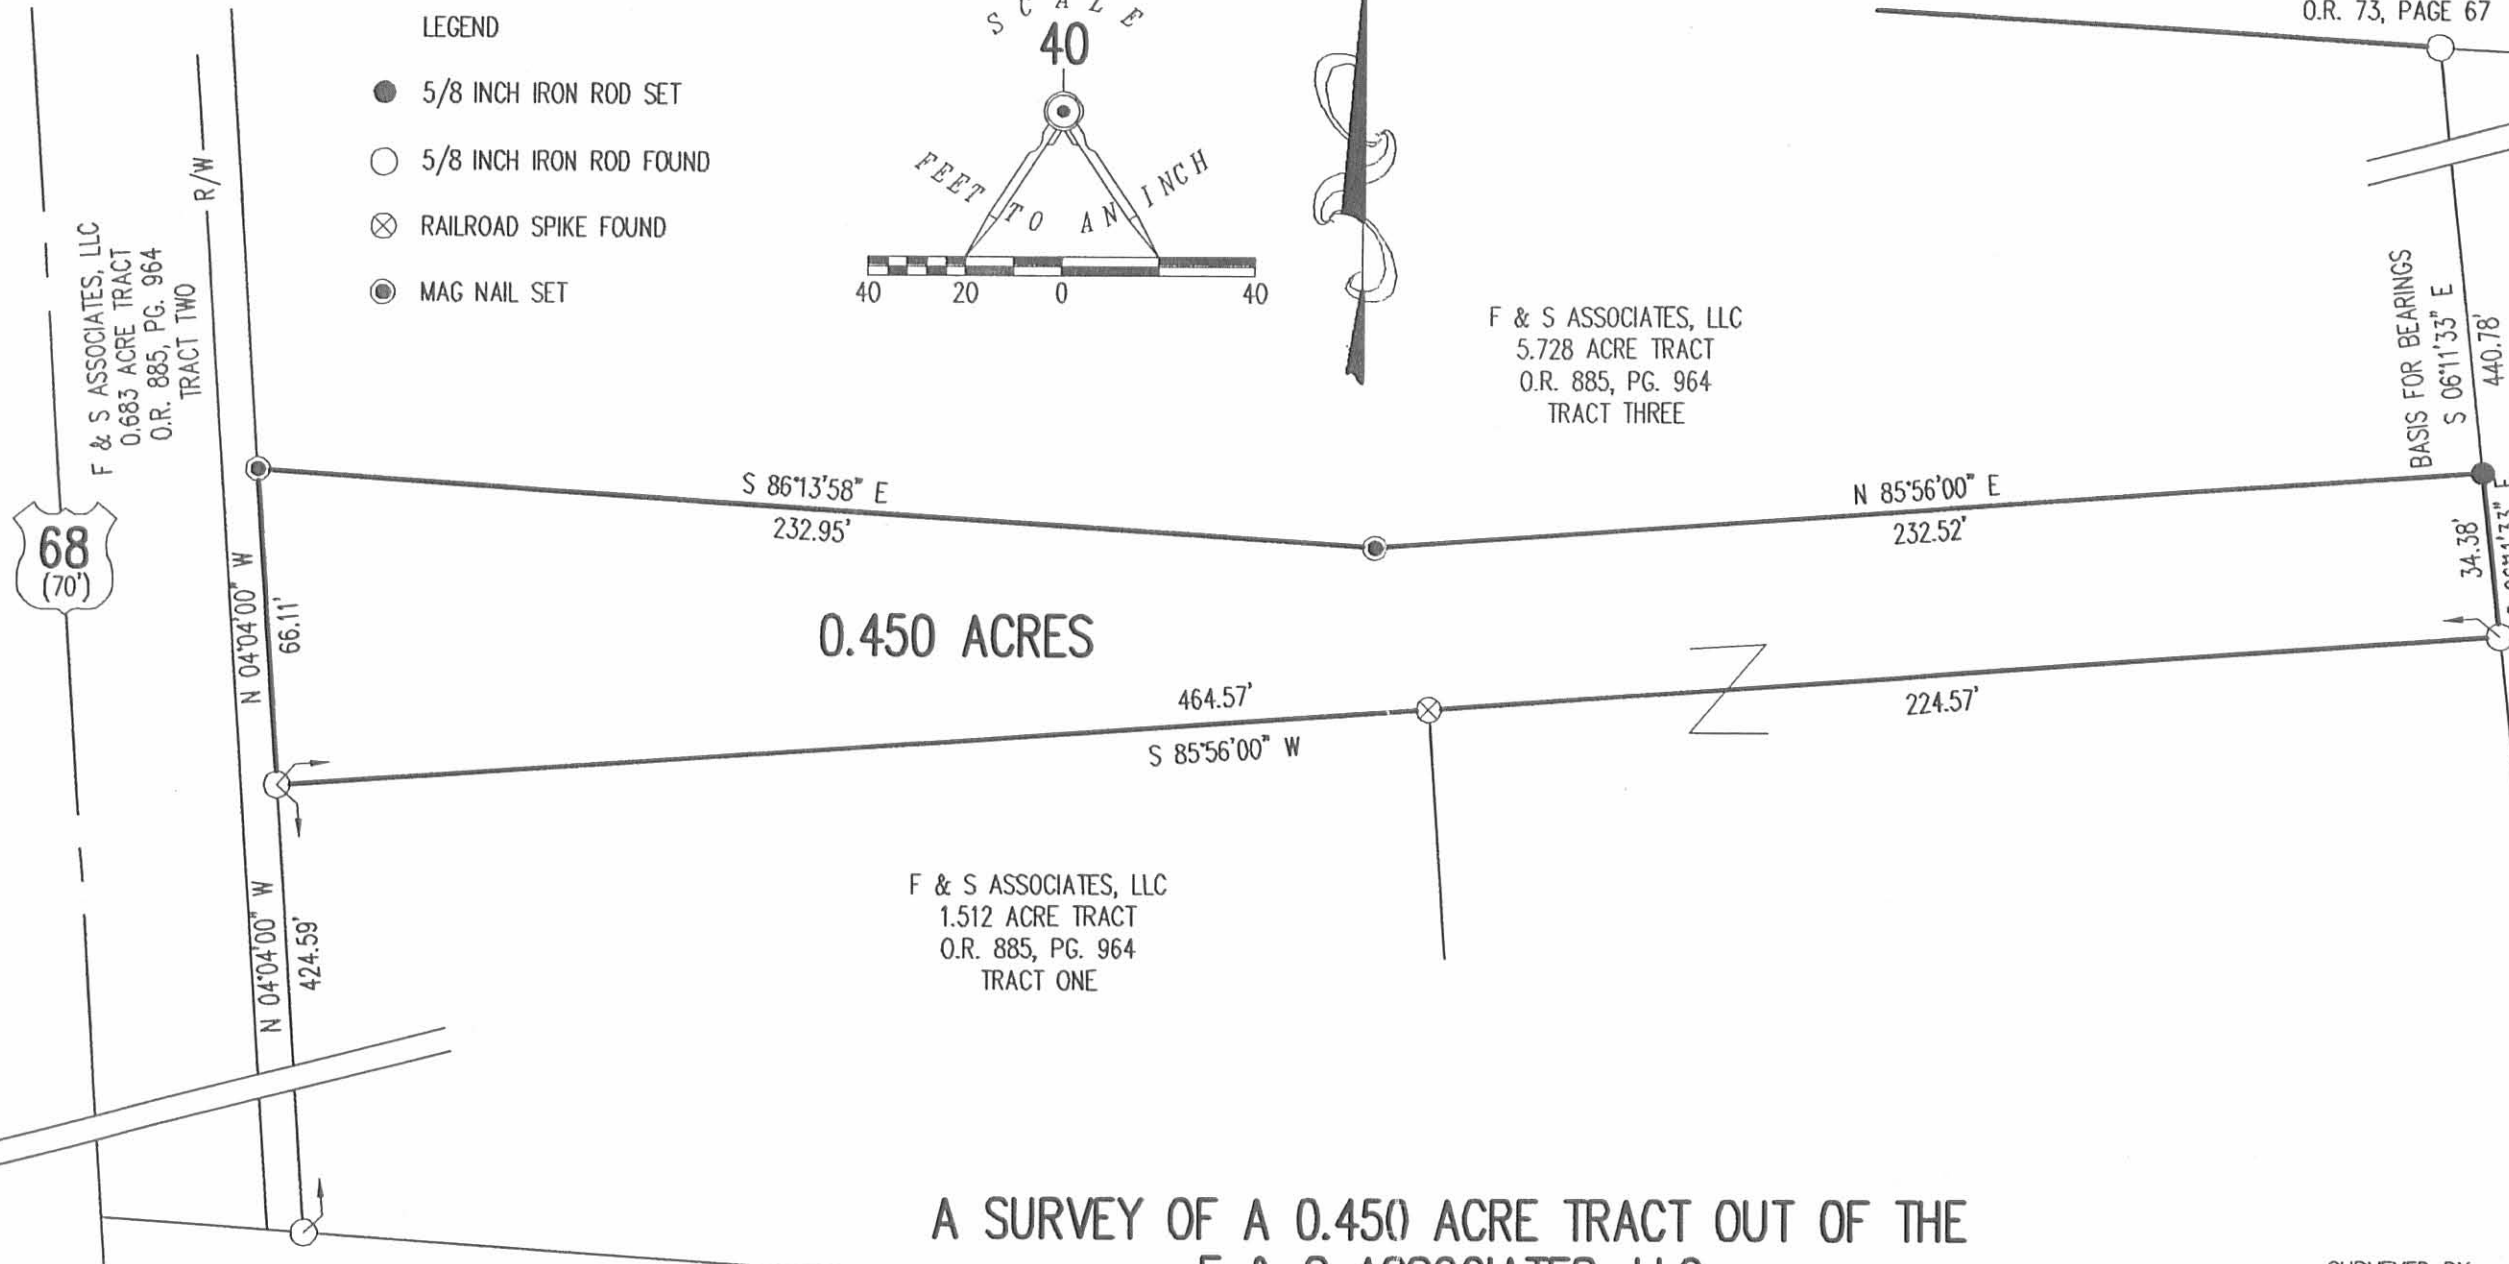 LEGEND
5/8 INCH IRON ROD SET
5/8 INCH IRON ROD FOUND
RAILROAD SPIKE FOUND
MAG NAIL SET
SCALE
40
FEET TO AN INCH
40 20 0 40
O.R. 73, PAGE 67
R/W
F & S ASSOCIATES, LLC
0.683 ACRE TRACT
O.R. 885, PG. 964
TRACT TWO
68
(70')
F & S ASSOCIATES, LLC
5.728 ACRE TRACT
O.R. 885, PG. 964
TRACT THREE
BASIS FOR BEARINGS
S 06°11'33" E
440.78'
S 86°13'58" E
232.95'
N 85°56'00" E
232.52'
34.38'
N 04°04'00" W
66.11'
0.450 ACRES
464.57'
S 85°56'00" W
224.57'
F & S ASSOCIATES, LLC
1.512 ACRE TRACT
O.R. 885, PG. 964
TRACT ONE
N 04°04'00" W
424.59'
A SURVEY OF A 0.450 ACRE TRACT OUT OF THE
F & S ASSOCIATES, LLC